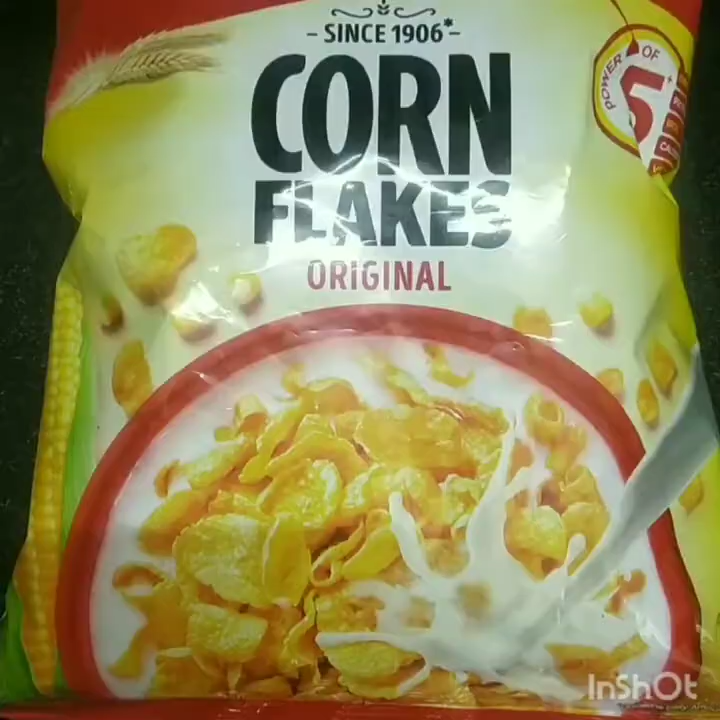 - SINCE 1906* -
CORN
FLAKES
ORIGINAL
POWER OF
5
InShOt